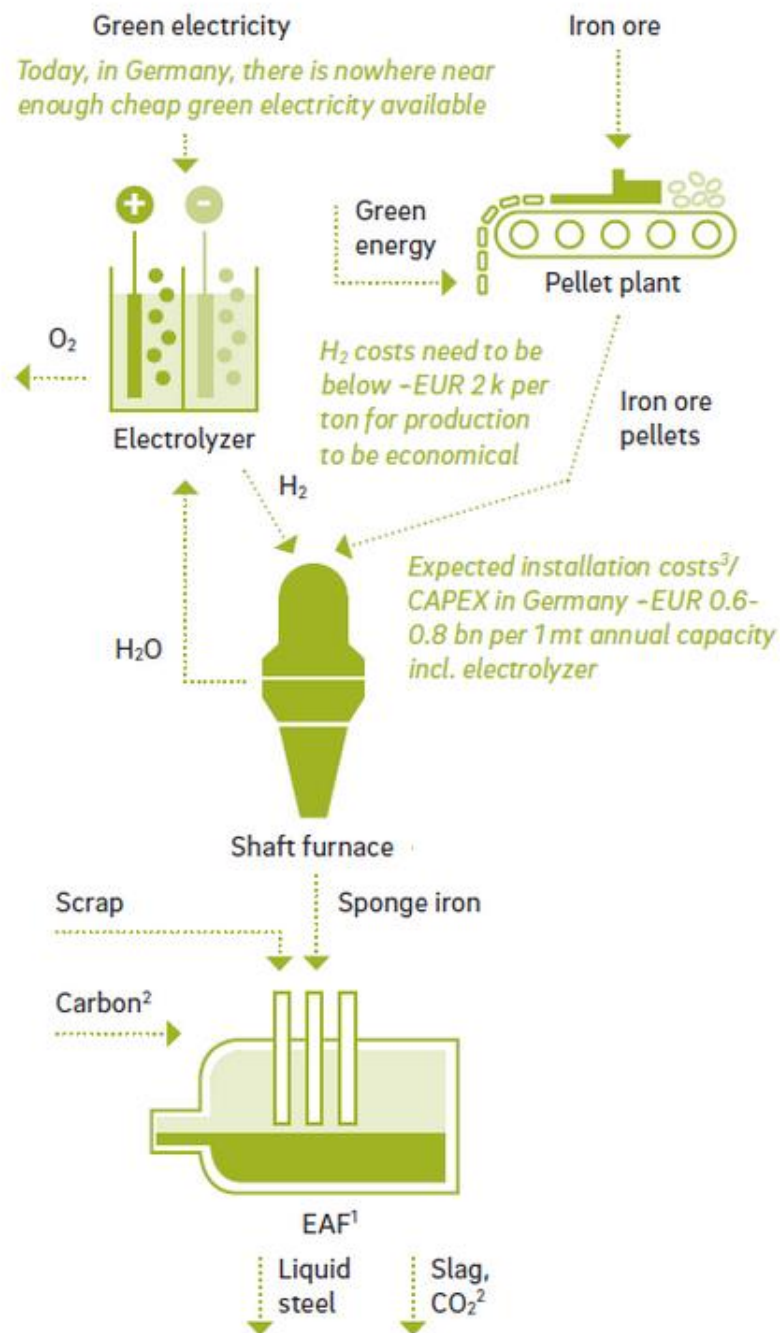 Green electricity
Today, in Germany, there is nowhere near
enough cheap green electricity available
Iron ore
+
-
Green
energy
Pellet plant
O₂
Electrolyzer
H₂ costs need to be
below ~EUR 2 k per
ton for production
to be economical
Iron ore
pellets
H₂
H₂O
Expected installation costs³/
CAPEX in Germany ~EUR 0.6-
0.8 bn per 1 mt annual capacity
incl. electrolyzer
Shaft furnace
Scrap
Sponge iron
Carbon²
EAF¹
Liquid
steel
Slag,
CO₂²